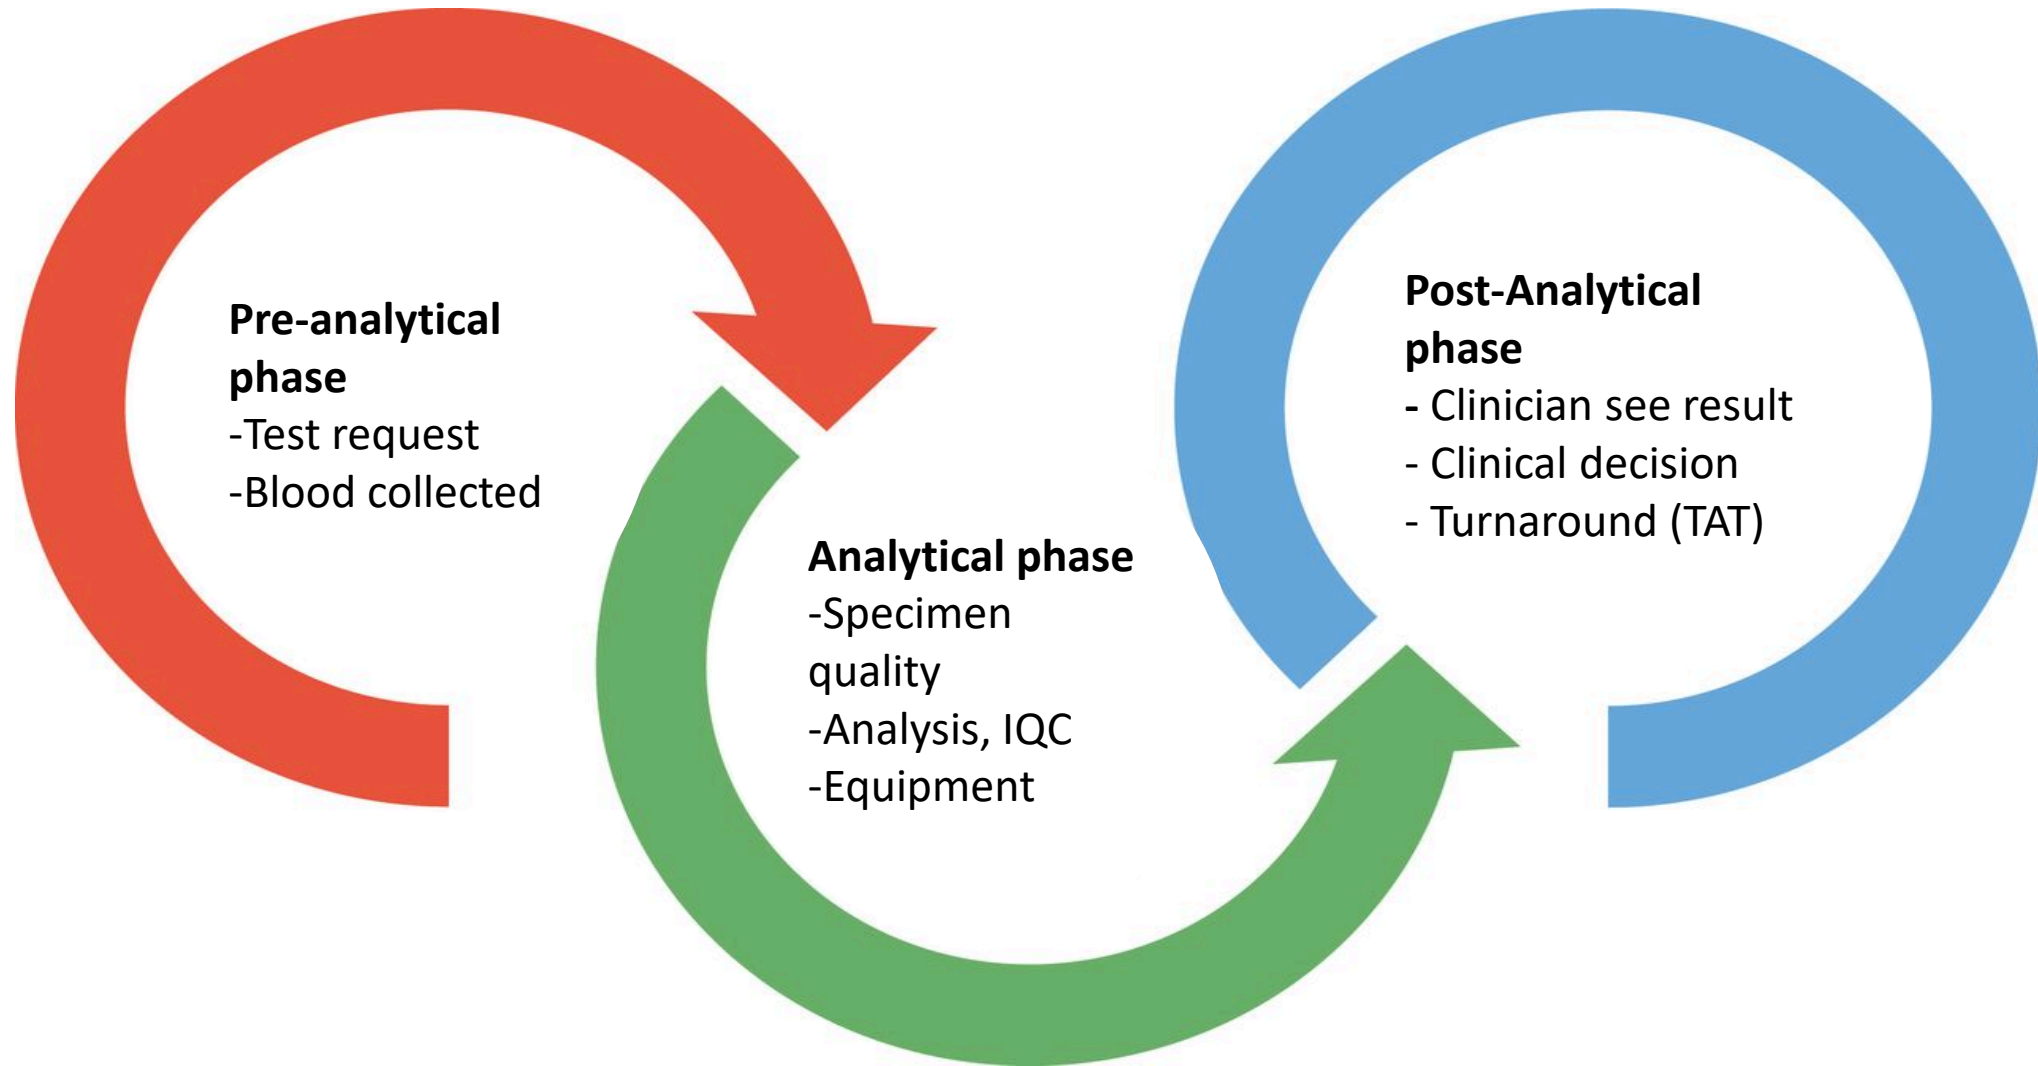 Pre-analytical
phase
-Test request
-Blood collected
Analytical phase
-Specimen
quality
-Analysis, IQC
-Equipment
Post-Analytical
phase
- Clinician see result
- Clinical decision
- Turnaround (TAT)